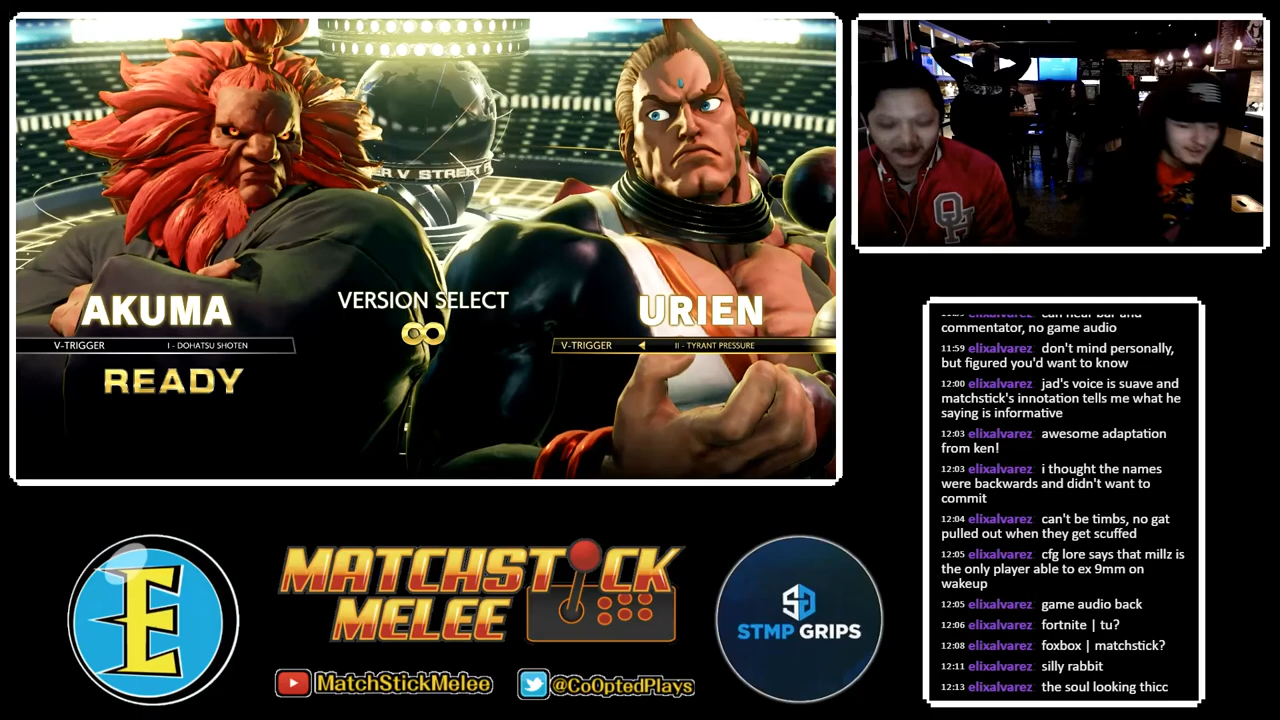 ER V STREET F
AKUMA
VERSION SELECT
URIEN
V-TRIGGER I - DOHATSU SHOTEN
V-TRIGGER II - TYRANT PRESSURE
READY
OH
commentator, no game audio
11:59 elixalvarez don't mind personally,
but figured you'd want to know
12:00 elixalvarez jad's voice is suave and
matchstick's innotation tells me what he
saying is informative
12:03 elixalvarez awesome adaptation
from ken!
12:03 elixalvarez i thought the names
were backwards and didn't want to
commit
12:04 elixalvarez can't be timbs, no gat
pulled out when they get scuffed
12:05 elixalvarez cfg lore says that millz is
the only player able to ex 9mm on
wakeup
12:05 elixalvarez game audio back
12:06 elixalvarez fortnite | tu?
12:08 elixalvarez foxbox | matchstick?
12:11 elixalvarez silly rabbit
12:13 elixalvarez the soul looking thicc
E
MATCHSTICK
MELEE
SG
STMP GRIPS
MatchStickMelee
@CoOptedPlays